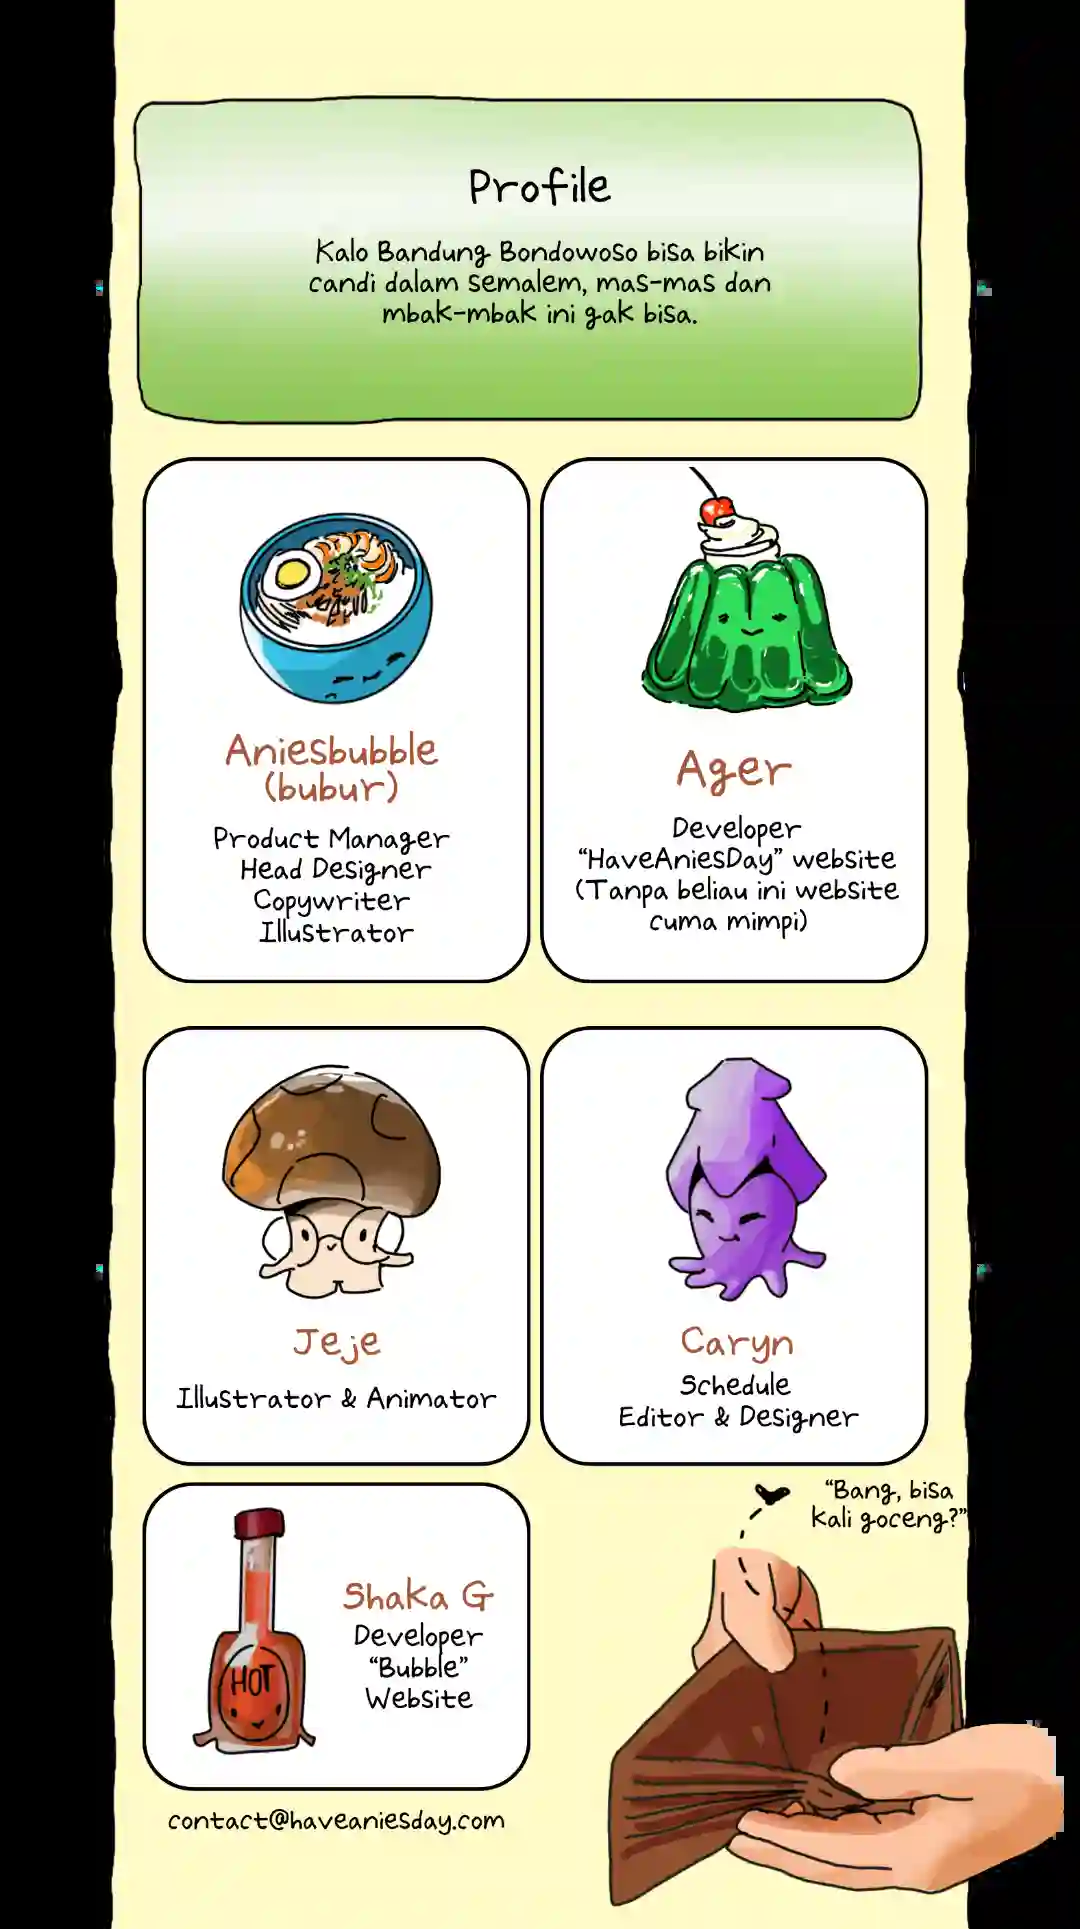 Profile
Kalo Bandung Bondowoso bisa bikin
candi dalam semalem, mas-mas dan
mbak-mbak ini gak bisa.
Aniesbubble
(bubur)
Product Manager
Head Designer
Copywriter
Illustrator
Ager
Developer
“HaveAniesDay” website
(Tanpa beliau ini website
cuma mimpi)
Jeje
Illustrator & Animator
Caryn
Schedule
Editor & Designer
HOT
Shaka G
Developer
“Bubble”
Website
“Bang, bisa
kali goceng?”
contact@haveaniesday.com